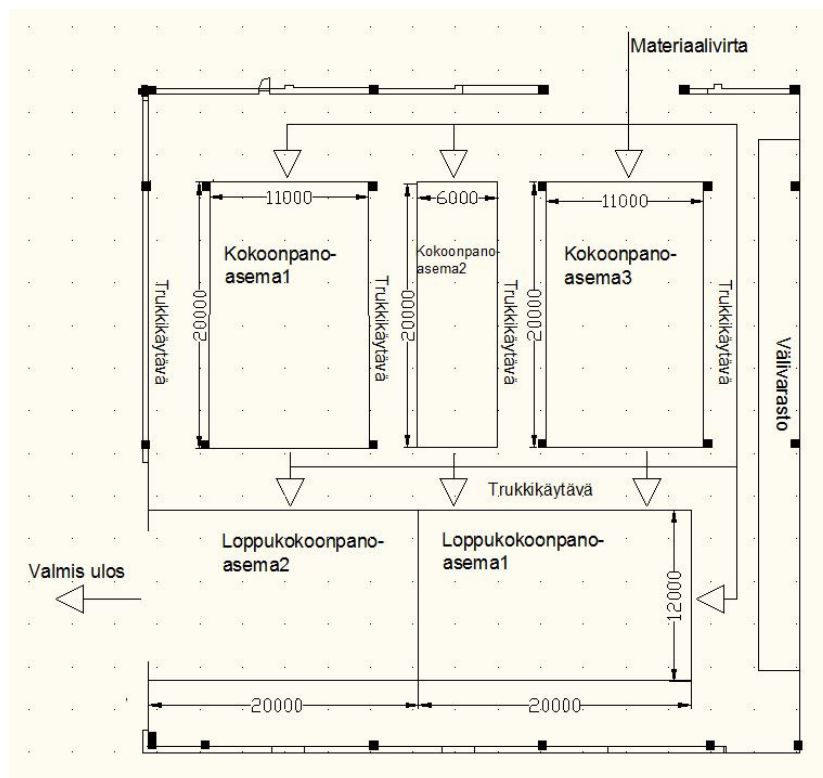 Materiaalivirta
11000
6000
11000
Kokoonpano-
asema1
Kokoonpano-
asema2
Kokoonpano-
asema3
Trukkikäytävä
20000
Trukkikäytävä
20000
Trukkikäytävä
20000
Trukkikäytävä
Välivarasto
Trukkikäytävä
Loppukokoonpano-
asema2
Loppukokoonpano-
asema1
Valmis ulos
12000
20000
20000